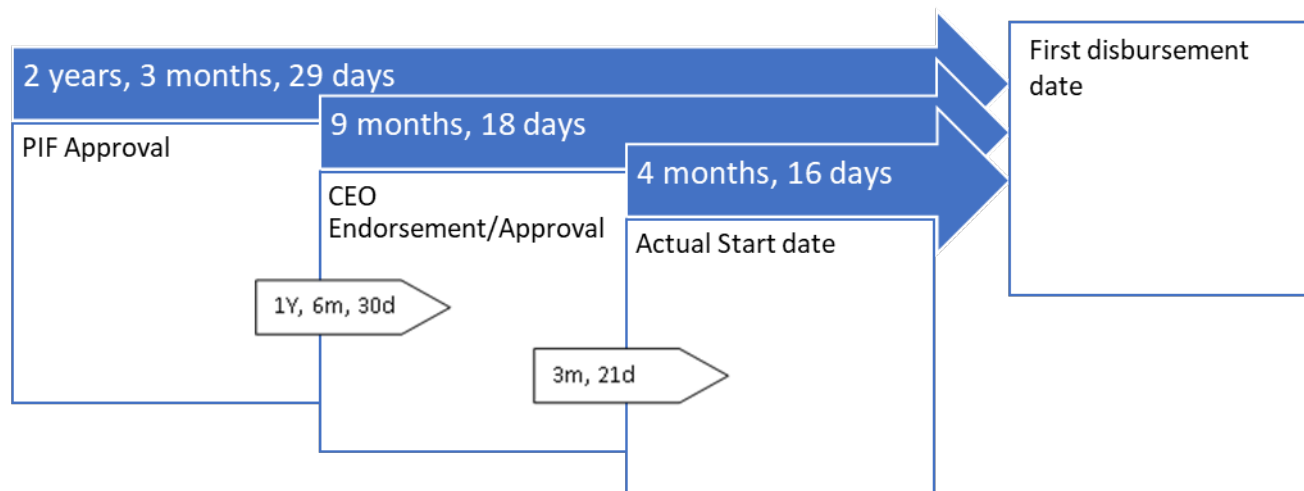 2 years, 3 months, 29 days
PIF Approval
9 months, 18 days
CEO
Endorsement/Approval
4 months, 16 days
Actual Start date
First disbursement
date
1Y, 6m, 30d
3m, 21d